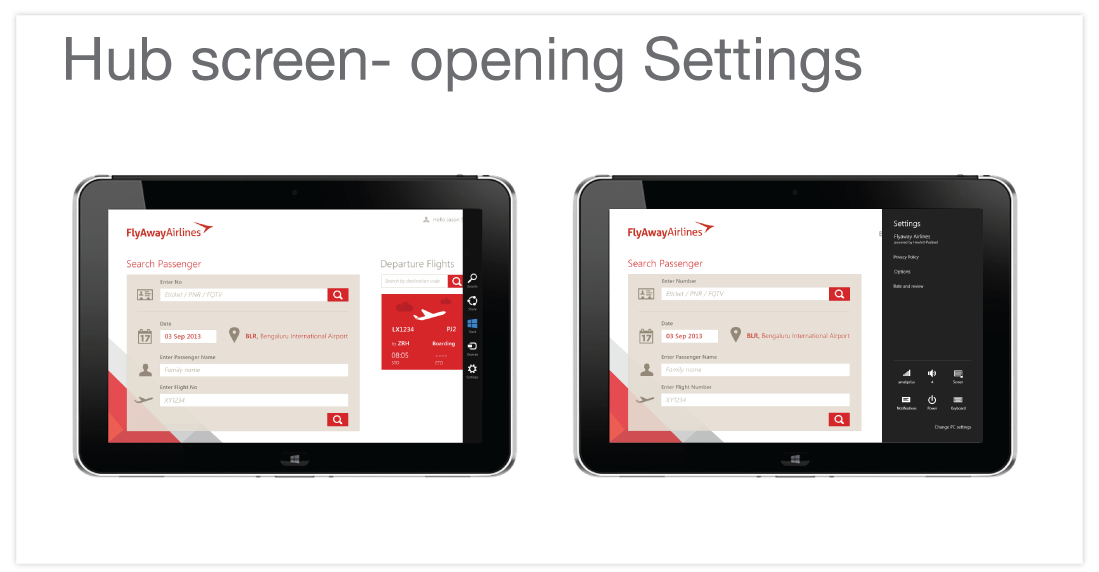 Hub screen- opening Settings
Hello Jason
FlyAwayAirlines
Search Passenger
Departure Flights
Enter No
Eticket / PNR / FQTV
Search by destination code
Search
Share
Start
Devices
Settings
Date
17
03 Sep 2013
BLR, Bengaluru International Airport
LX1234 PJ2
to ZRH Boarding
08:05 ----
STD ETD
Enter Passenger Name
Family name
Enter Flight No
XY1234
FlyAwayAirlines
Search Passenger
Enter Number
Eticket / PNR / FQTV
Date
17
03 Sep 2013
BLR, Bengaluru International Airport
Enter Passenger Name
Family name
Enter Flight Number
XY1234
Settings
Flyaway Airlines
powered by Hewlett-Packard
Privacy Policy
Options
Rate and review
4 Screen
Notifications Power Keyboard
Change PC settings